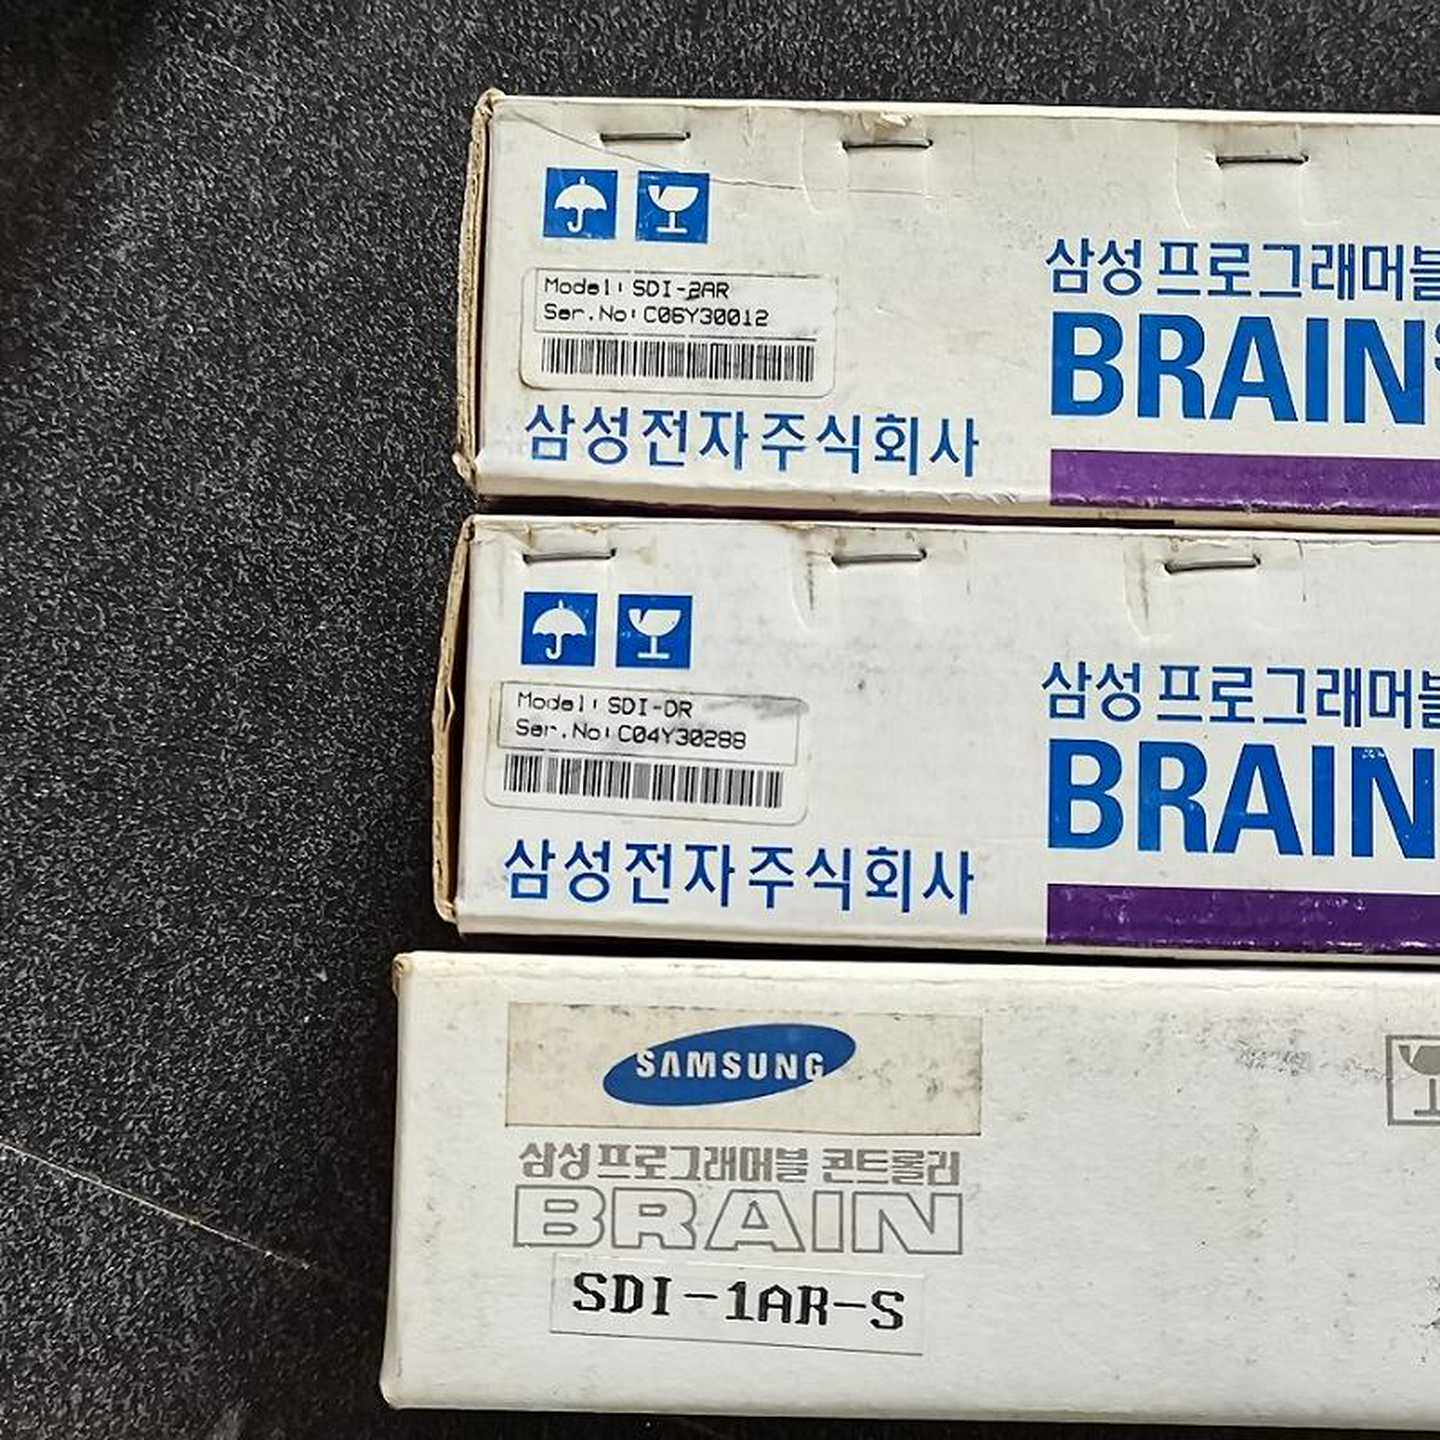 Model: SDI-2AR
Ser.No: C06Y30012
삼성전자주식회사
삼성 프로그래머블
BRAIN
Model: SDI-DR
Ser.No: C04Y30288
삼성전자주식회사
삼성 프로그래머블
BRAIN
SAMSUNG
삼성프로그래머블 콘트롤러
BRAIN
SDI-1AR-S